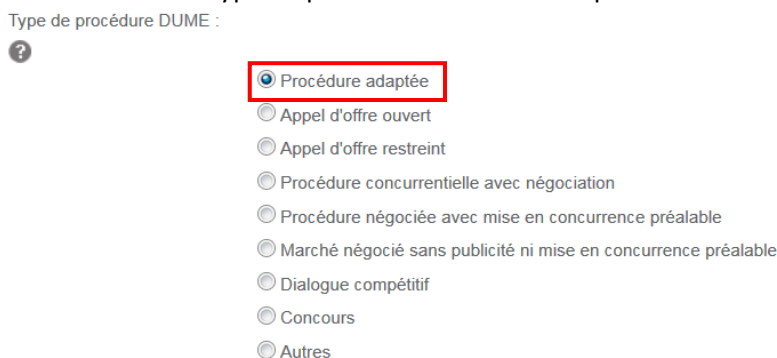 Type de procédure DUME :
?
Procédure adaptée
Appel d'offre ouvert
Appel d'offre restreint
Procédure concurrentielle avec négociation
Procédure négociée avec mise en concurrence préalable
Marché négocié sans publicité ni mise en concurrence préalable
Dialogue compétitif
Concours
Autres